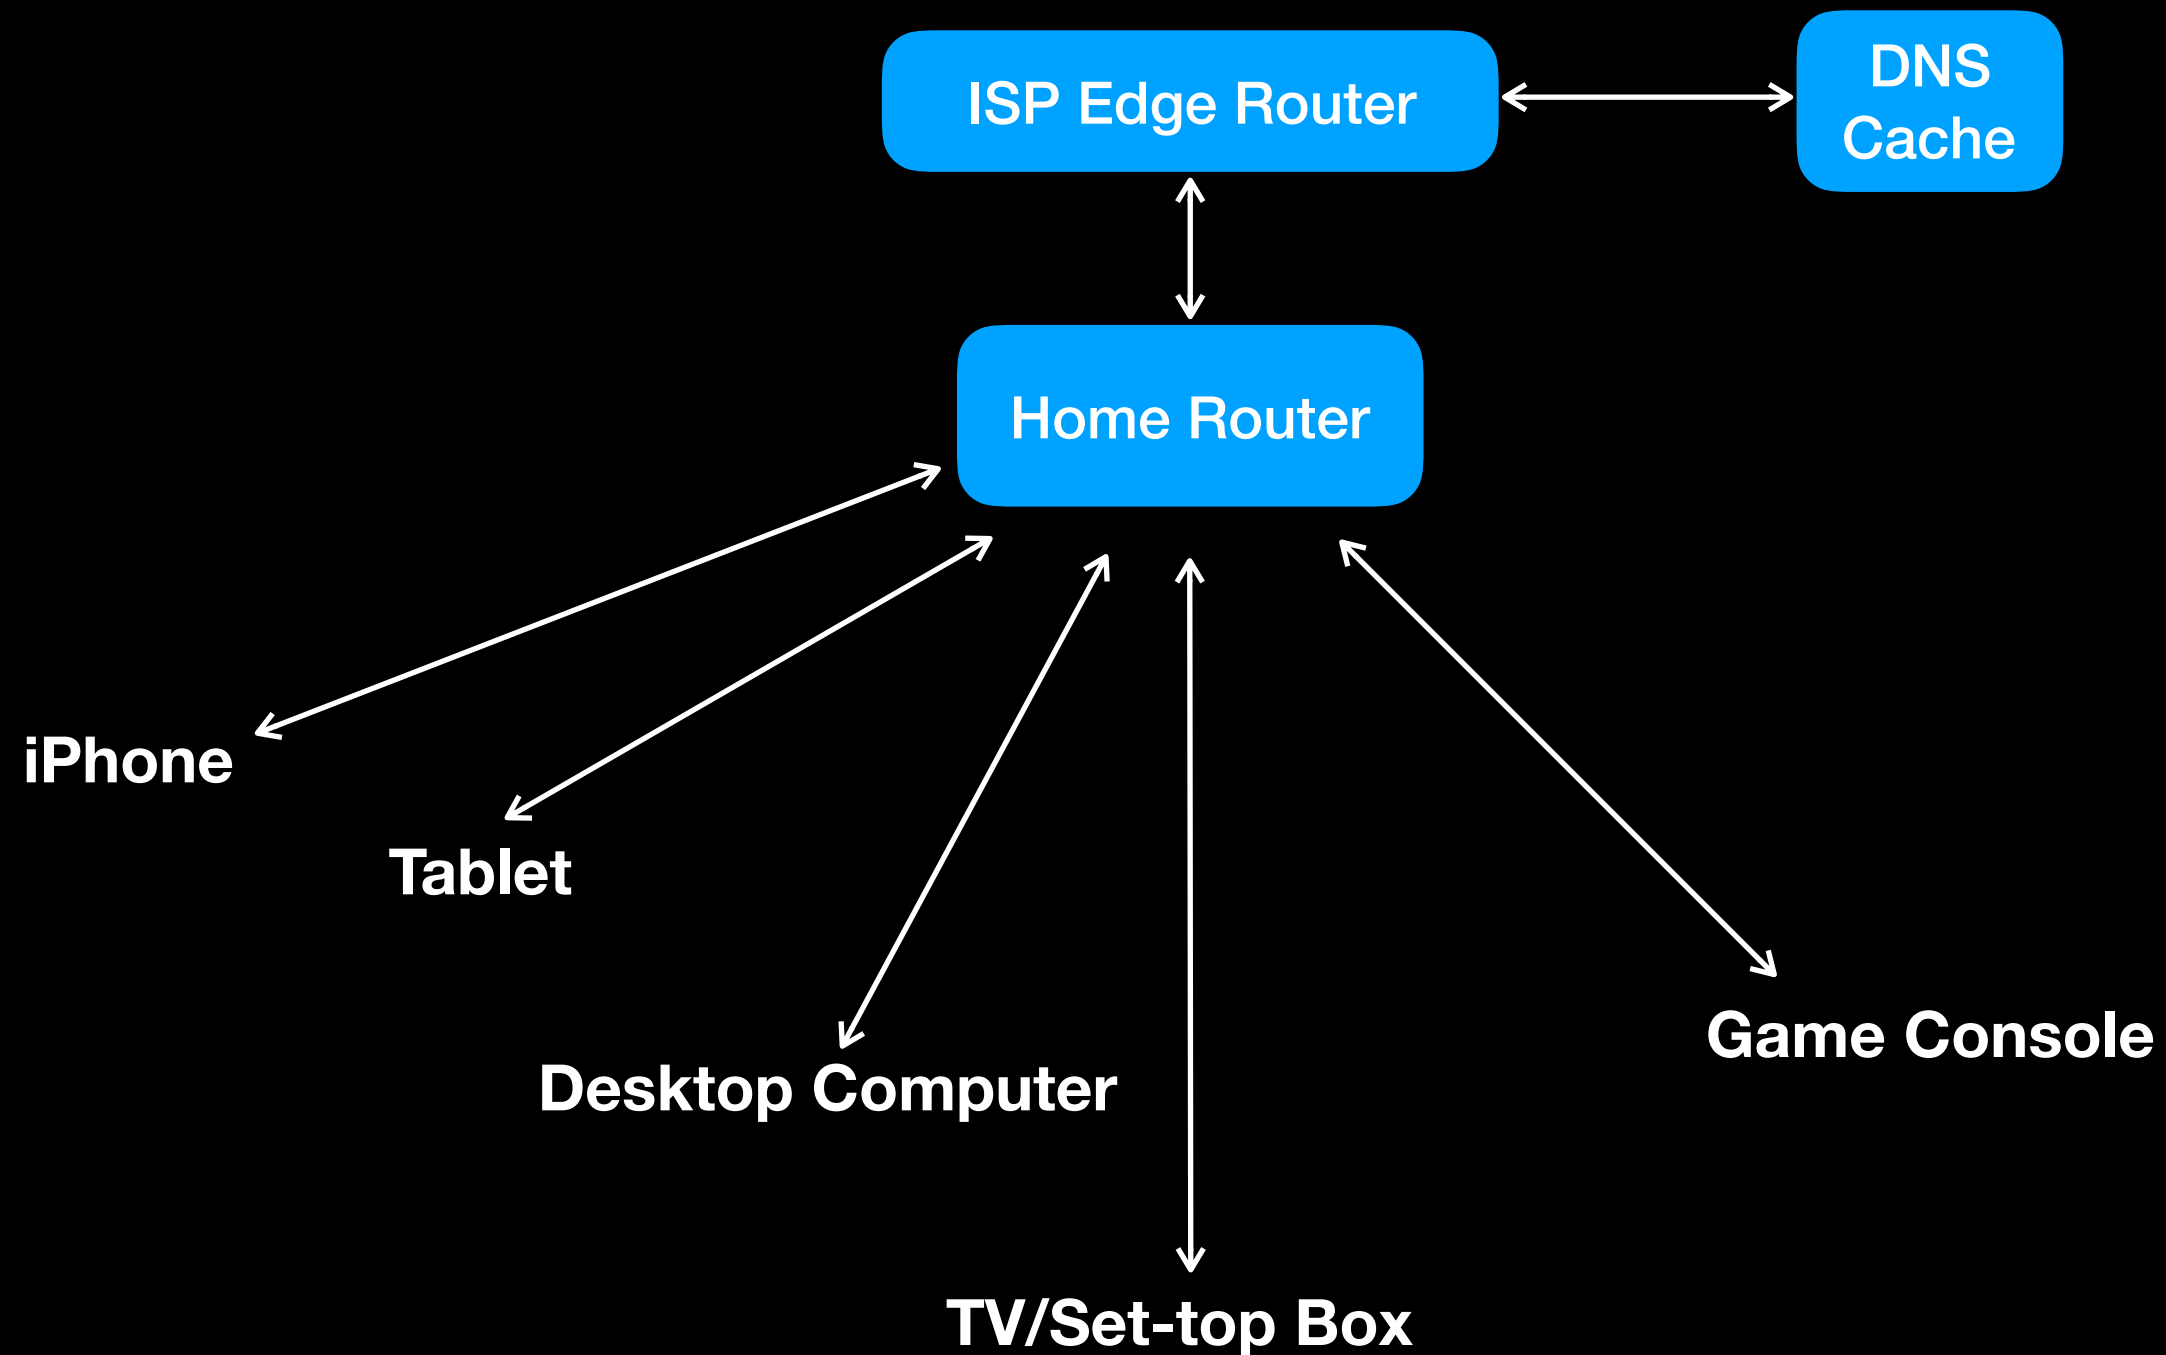 ISP Edge Router
DNS
Cache
Home Router
iPhone
Tablet
Desktop Computer
Game Console
TV/Set-top Box